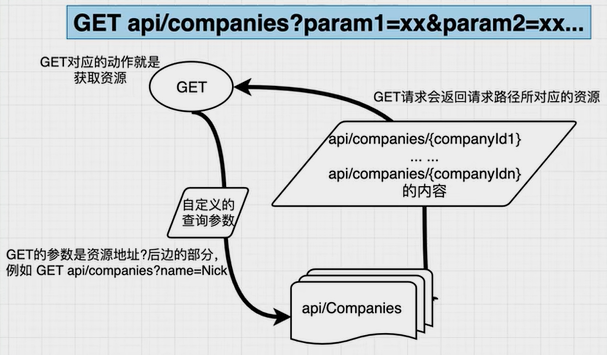 GET api/companies?param1=xx&param2=xx...
GET对应的动作就是
获取资源
GET
GET请求会返回请求路径所对应的资源
api/companies/{companyId1}
... ...
api/companies/{companyIdn}
的内容
自定义的
查询参数
GET的参数是资源地址?后边的部分，
例如 GET api/companies?name=Nick
api/Companies